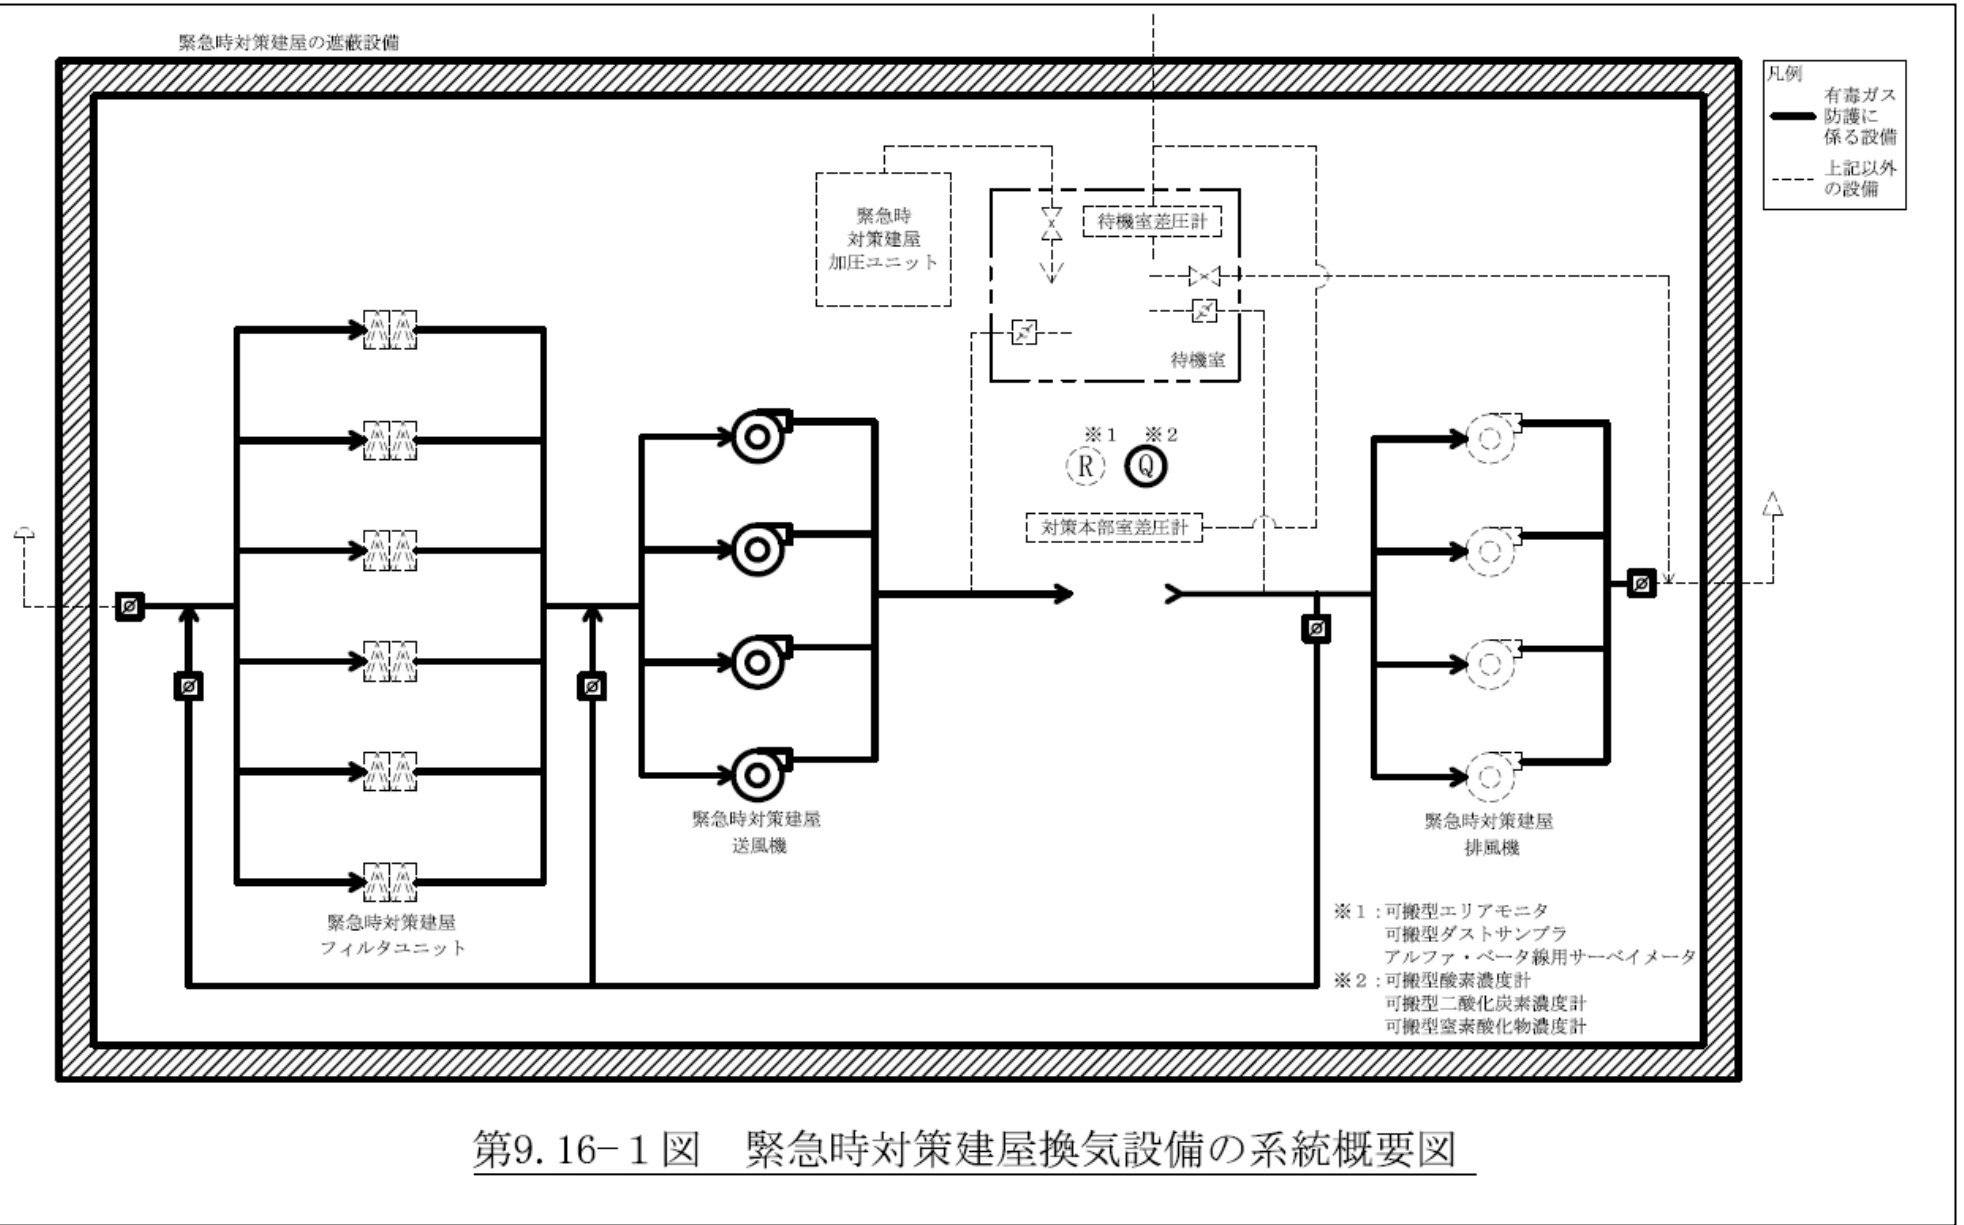 緊急時対策建屋の遮蔽設備
凡例
有毒ガス
防護に
係る設備
上記以外
の設備
緊急時
対策建屋
加圧ユニット
待機室差圧計
待機室
※1 ※2
R Q
対策本部室差圧計
緊急時対策建屋
送風機
緊急時対策建屋
排風機
緊急時対策建屋
フィルタユニット
※1:可搬型エリアモニタ
可搬型ダストサンプラ
アルファ・ベータ線用サーベイメータ
※2:可搬型酸素濃度計
可搬型二酸化炭素濃度計
可搬型窒素酸化物濃度計
第9.16-1図 緊急時対策建屋換気設備の系統概要図